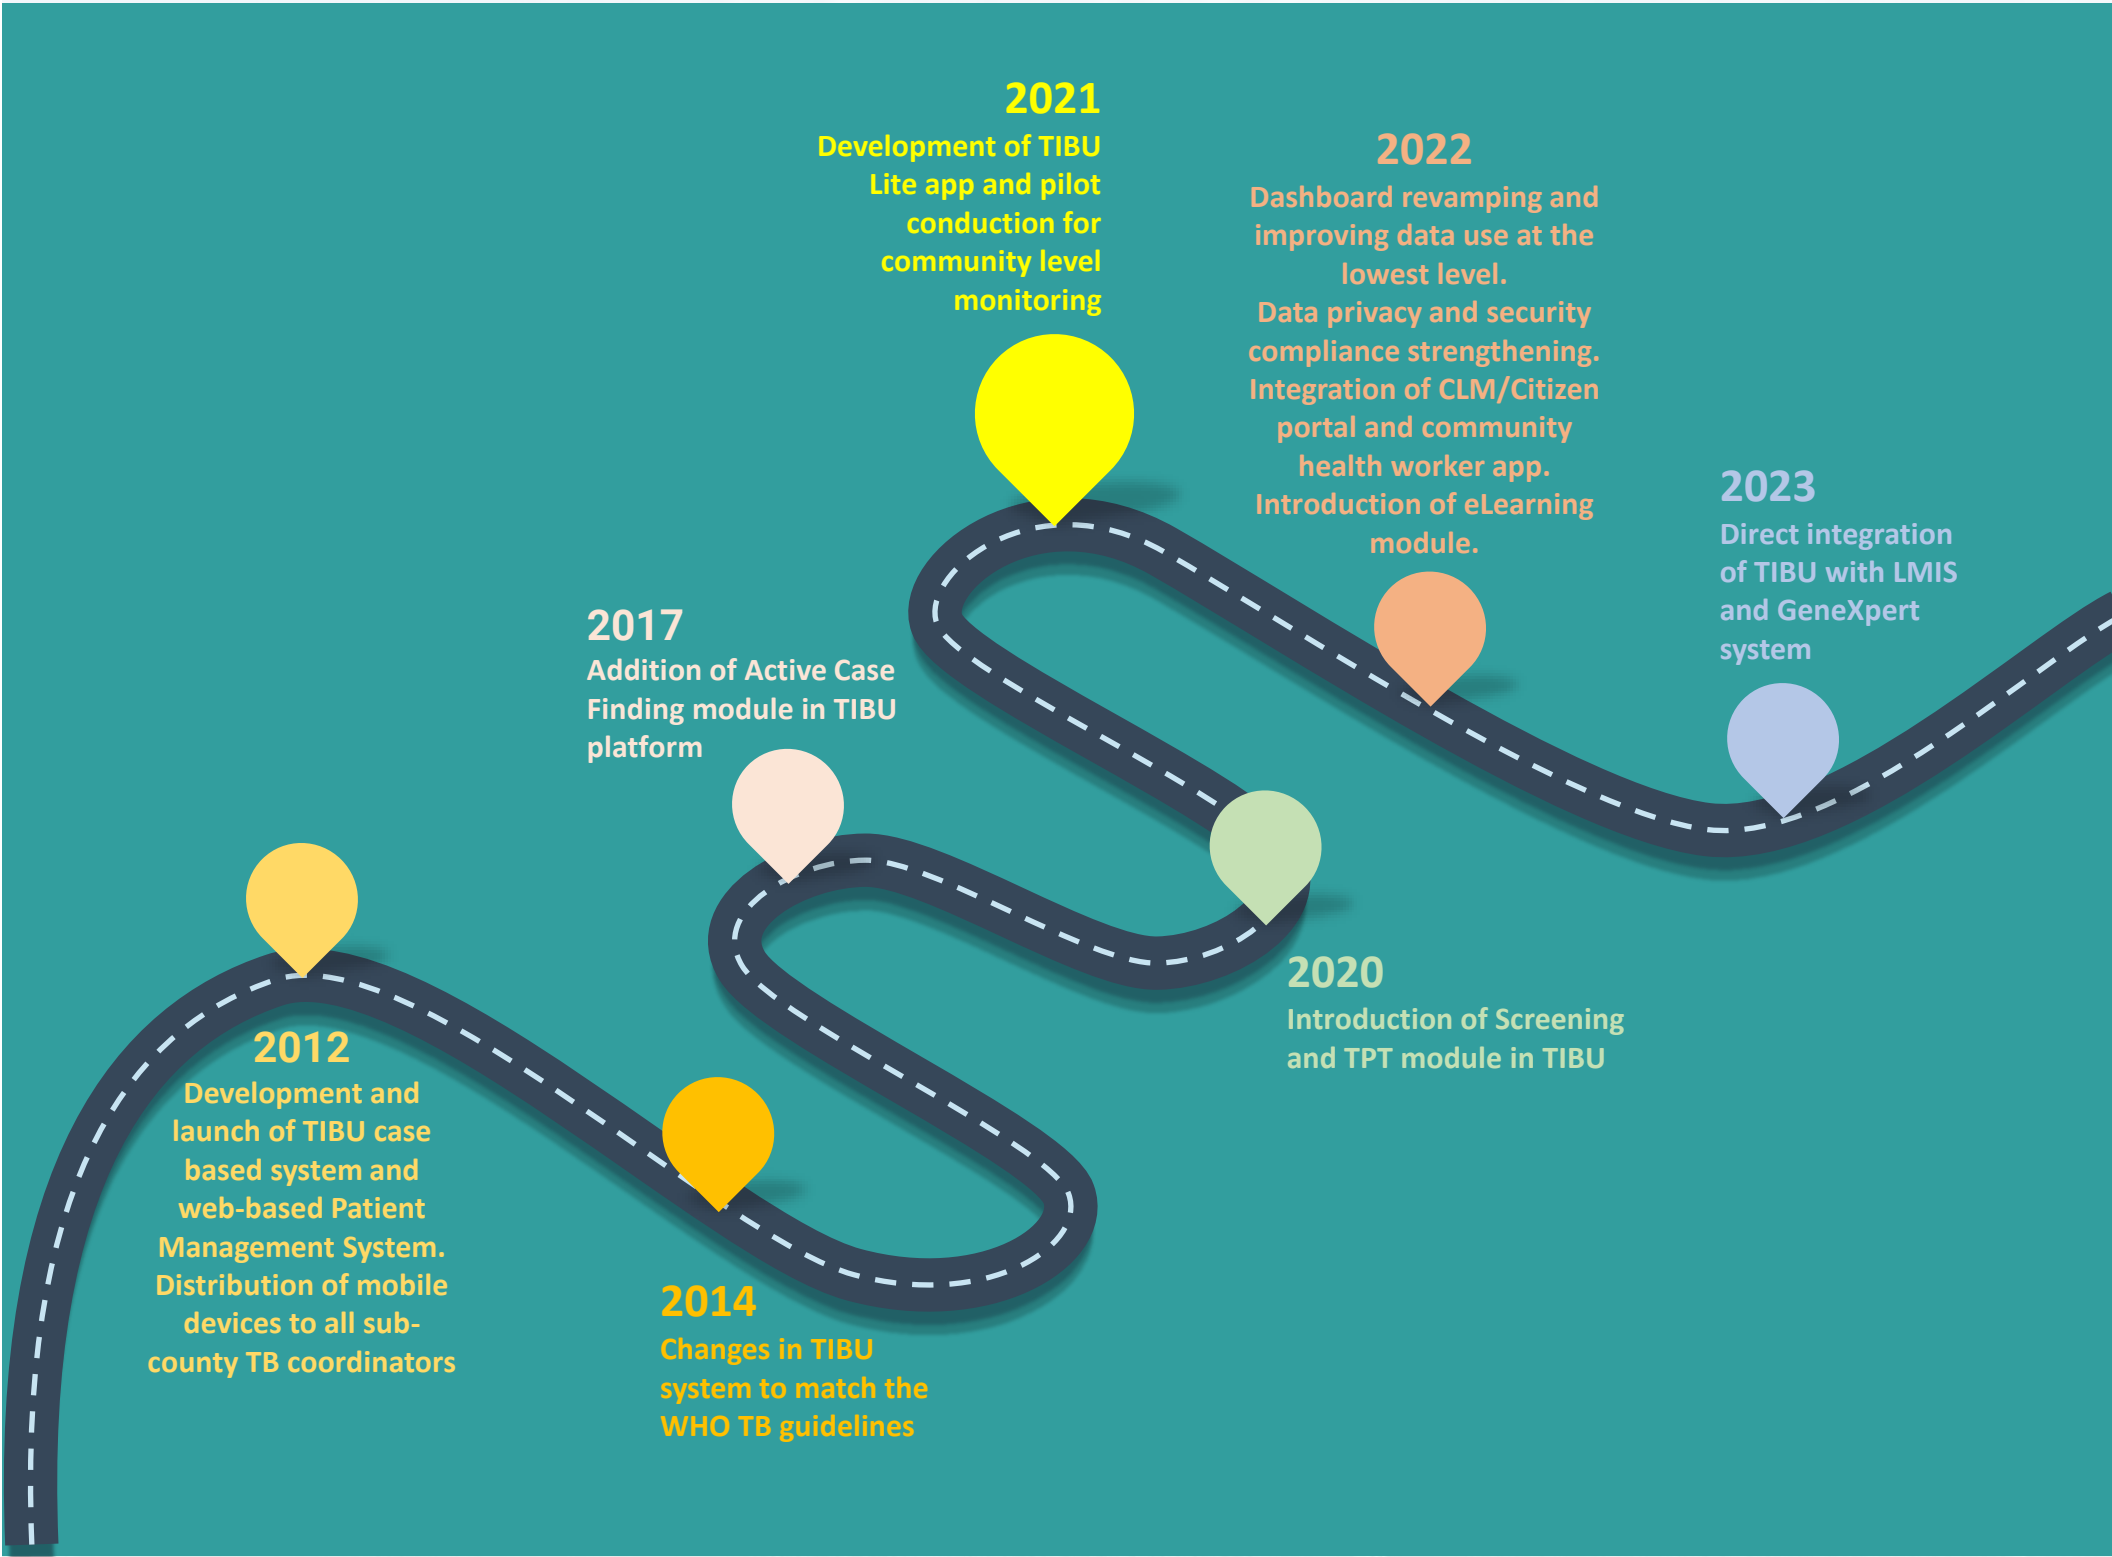 2021
Development of TIBU
Lite app and pilot
conduction for
community level
monitoring
2022
Dashboard revamping and
improving data use at the
lowest level.
Data privacy and security
compliance strengthening.
Integration of CLM/Citizen
portal and community
health worker app.
Introduction of eLearning
module.
2023
Direct integration
of TIBU with LMIS
and GeneXpert
system
2017
Addition of Active Case
Finding module in TIBU
platform
2020
Introduction of Screening
and TPT module in TIBU
2012
Development and
launch of TIBU case
based system and
web-based Patient
Management System.
Distribution of mobile
devices to all sub-
county TB coordinators
2014
Changes in TIBU
system to match the
WHO TB guidelines